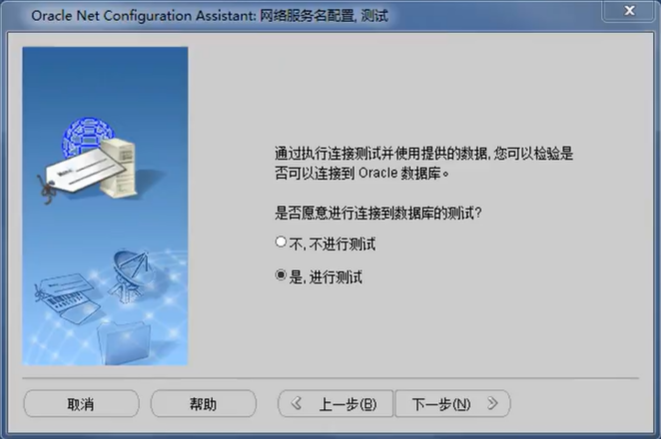 Oracle Net Configuration Assistant: 网络服务名配置, 测试
通过执行连接测试并使用提供的数据, 您可以检验是
否可以连接到 Oracle 数据库。
是否愿意进行连接到数据库的测试?
不, 不进行测试
是, 进行测试
取消 帮助 上一步(B) 下一步(N)